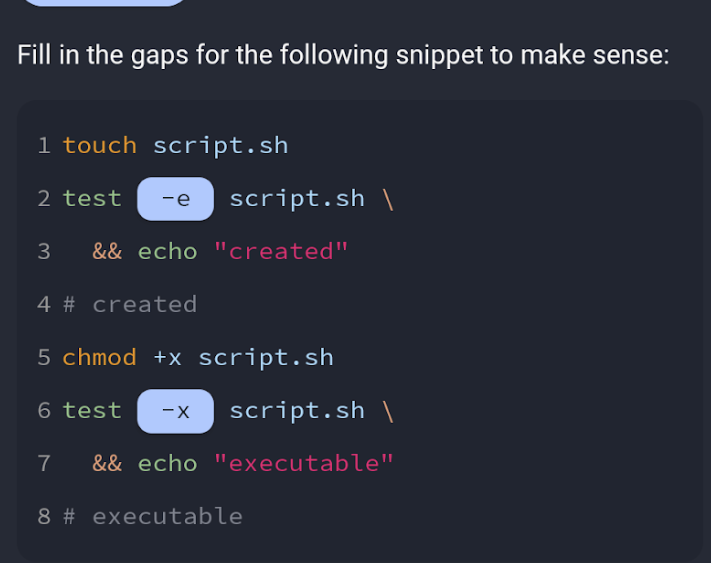 Fill in the gaps for the following snippet to make sense:
1 touch script.sh
2 test -e script.sh \
3 && echo "created"
4 # created
5 chmod +x script.sh
6 test -x script.sh \
7 && echo "executable"
8 # executable